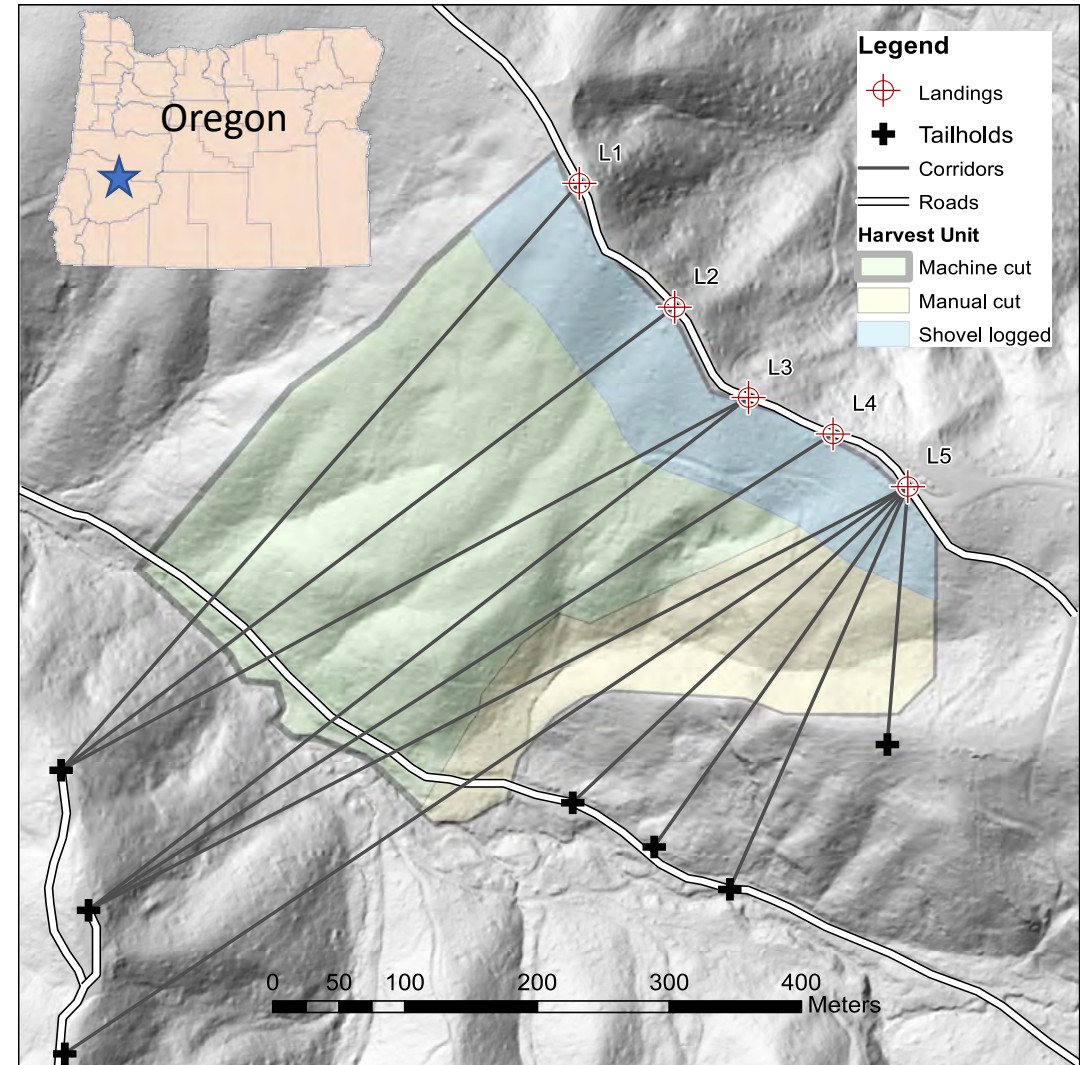 Oregon
Legend
Landings
Tailholds
Corridors
Roads
Harvest Unit
Machine cut
Manual cut
Shovel logged
L1
L2
L3
L4
L5
0 50 100 200 300 400
Meters